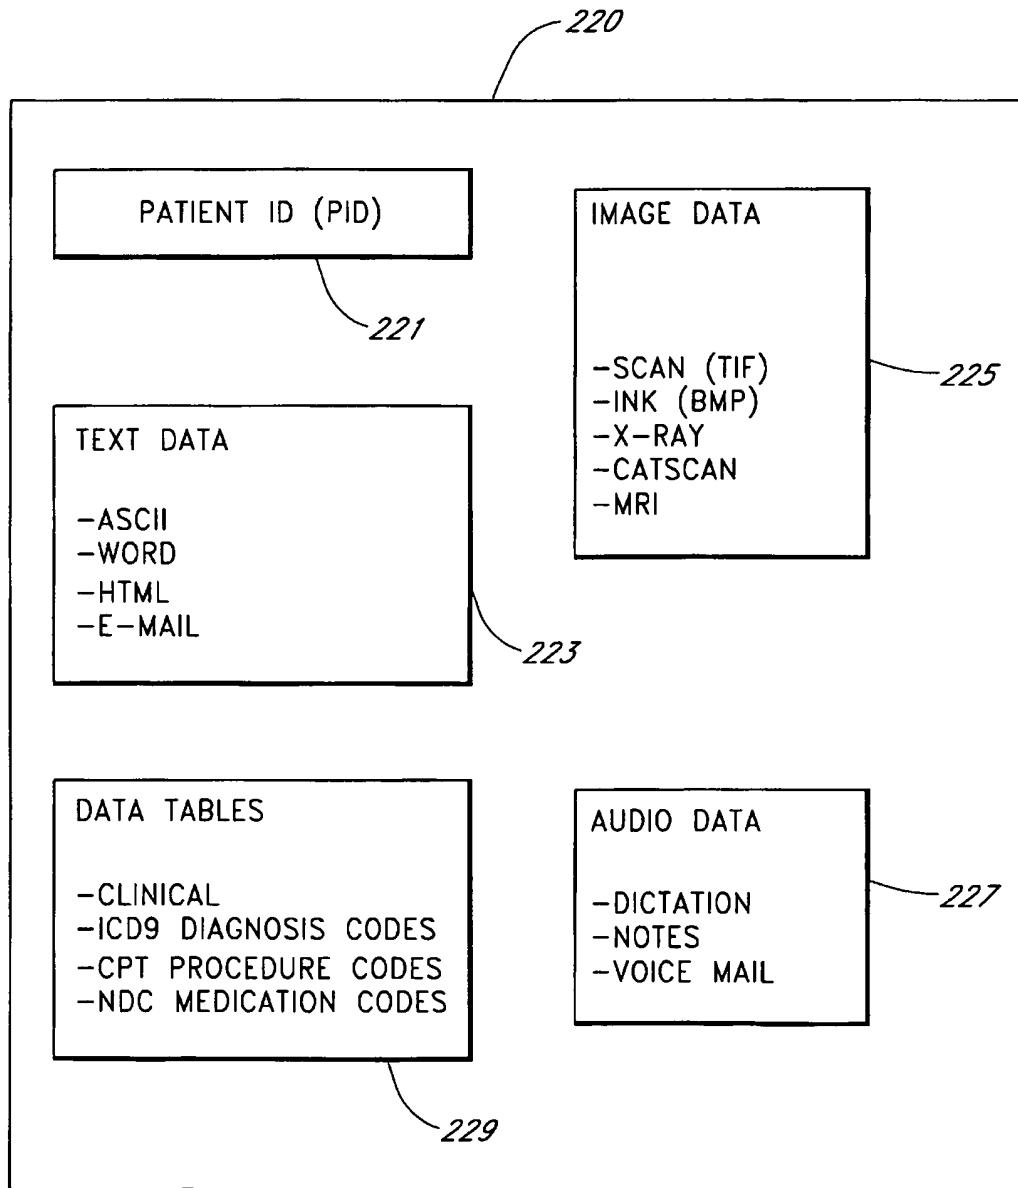 220
PATIENT ID (PID)
221
TEXT DATA
-ASCII
-WORD
-HTML
-E-MAIL
223
DATA TABLES
-CLINICAL
-ICD9 DIAGNOSIS CODES
-CPT PROCEDURE CODES
-NDC MEDICATION CODES
229
IMAGE DATA
-SCAN (TIF)
-INK (BMP)
-X-RAY
-CATSCAN
-MRI
225
AUDIO DATA
-DICTATION
-NOTES
-VOICE MAIL
227